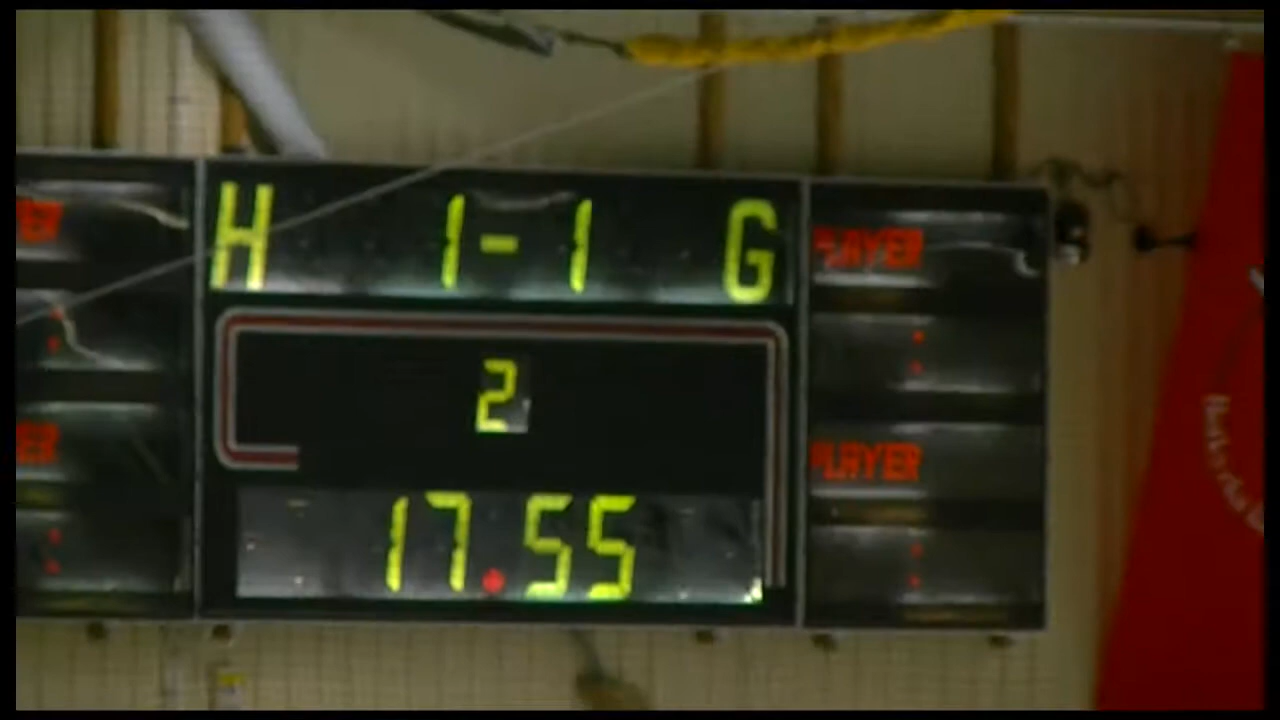 H 1-1 G
PLAYER
2
PLAYER
17.55